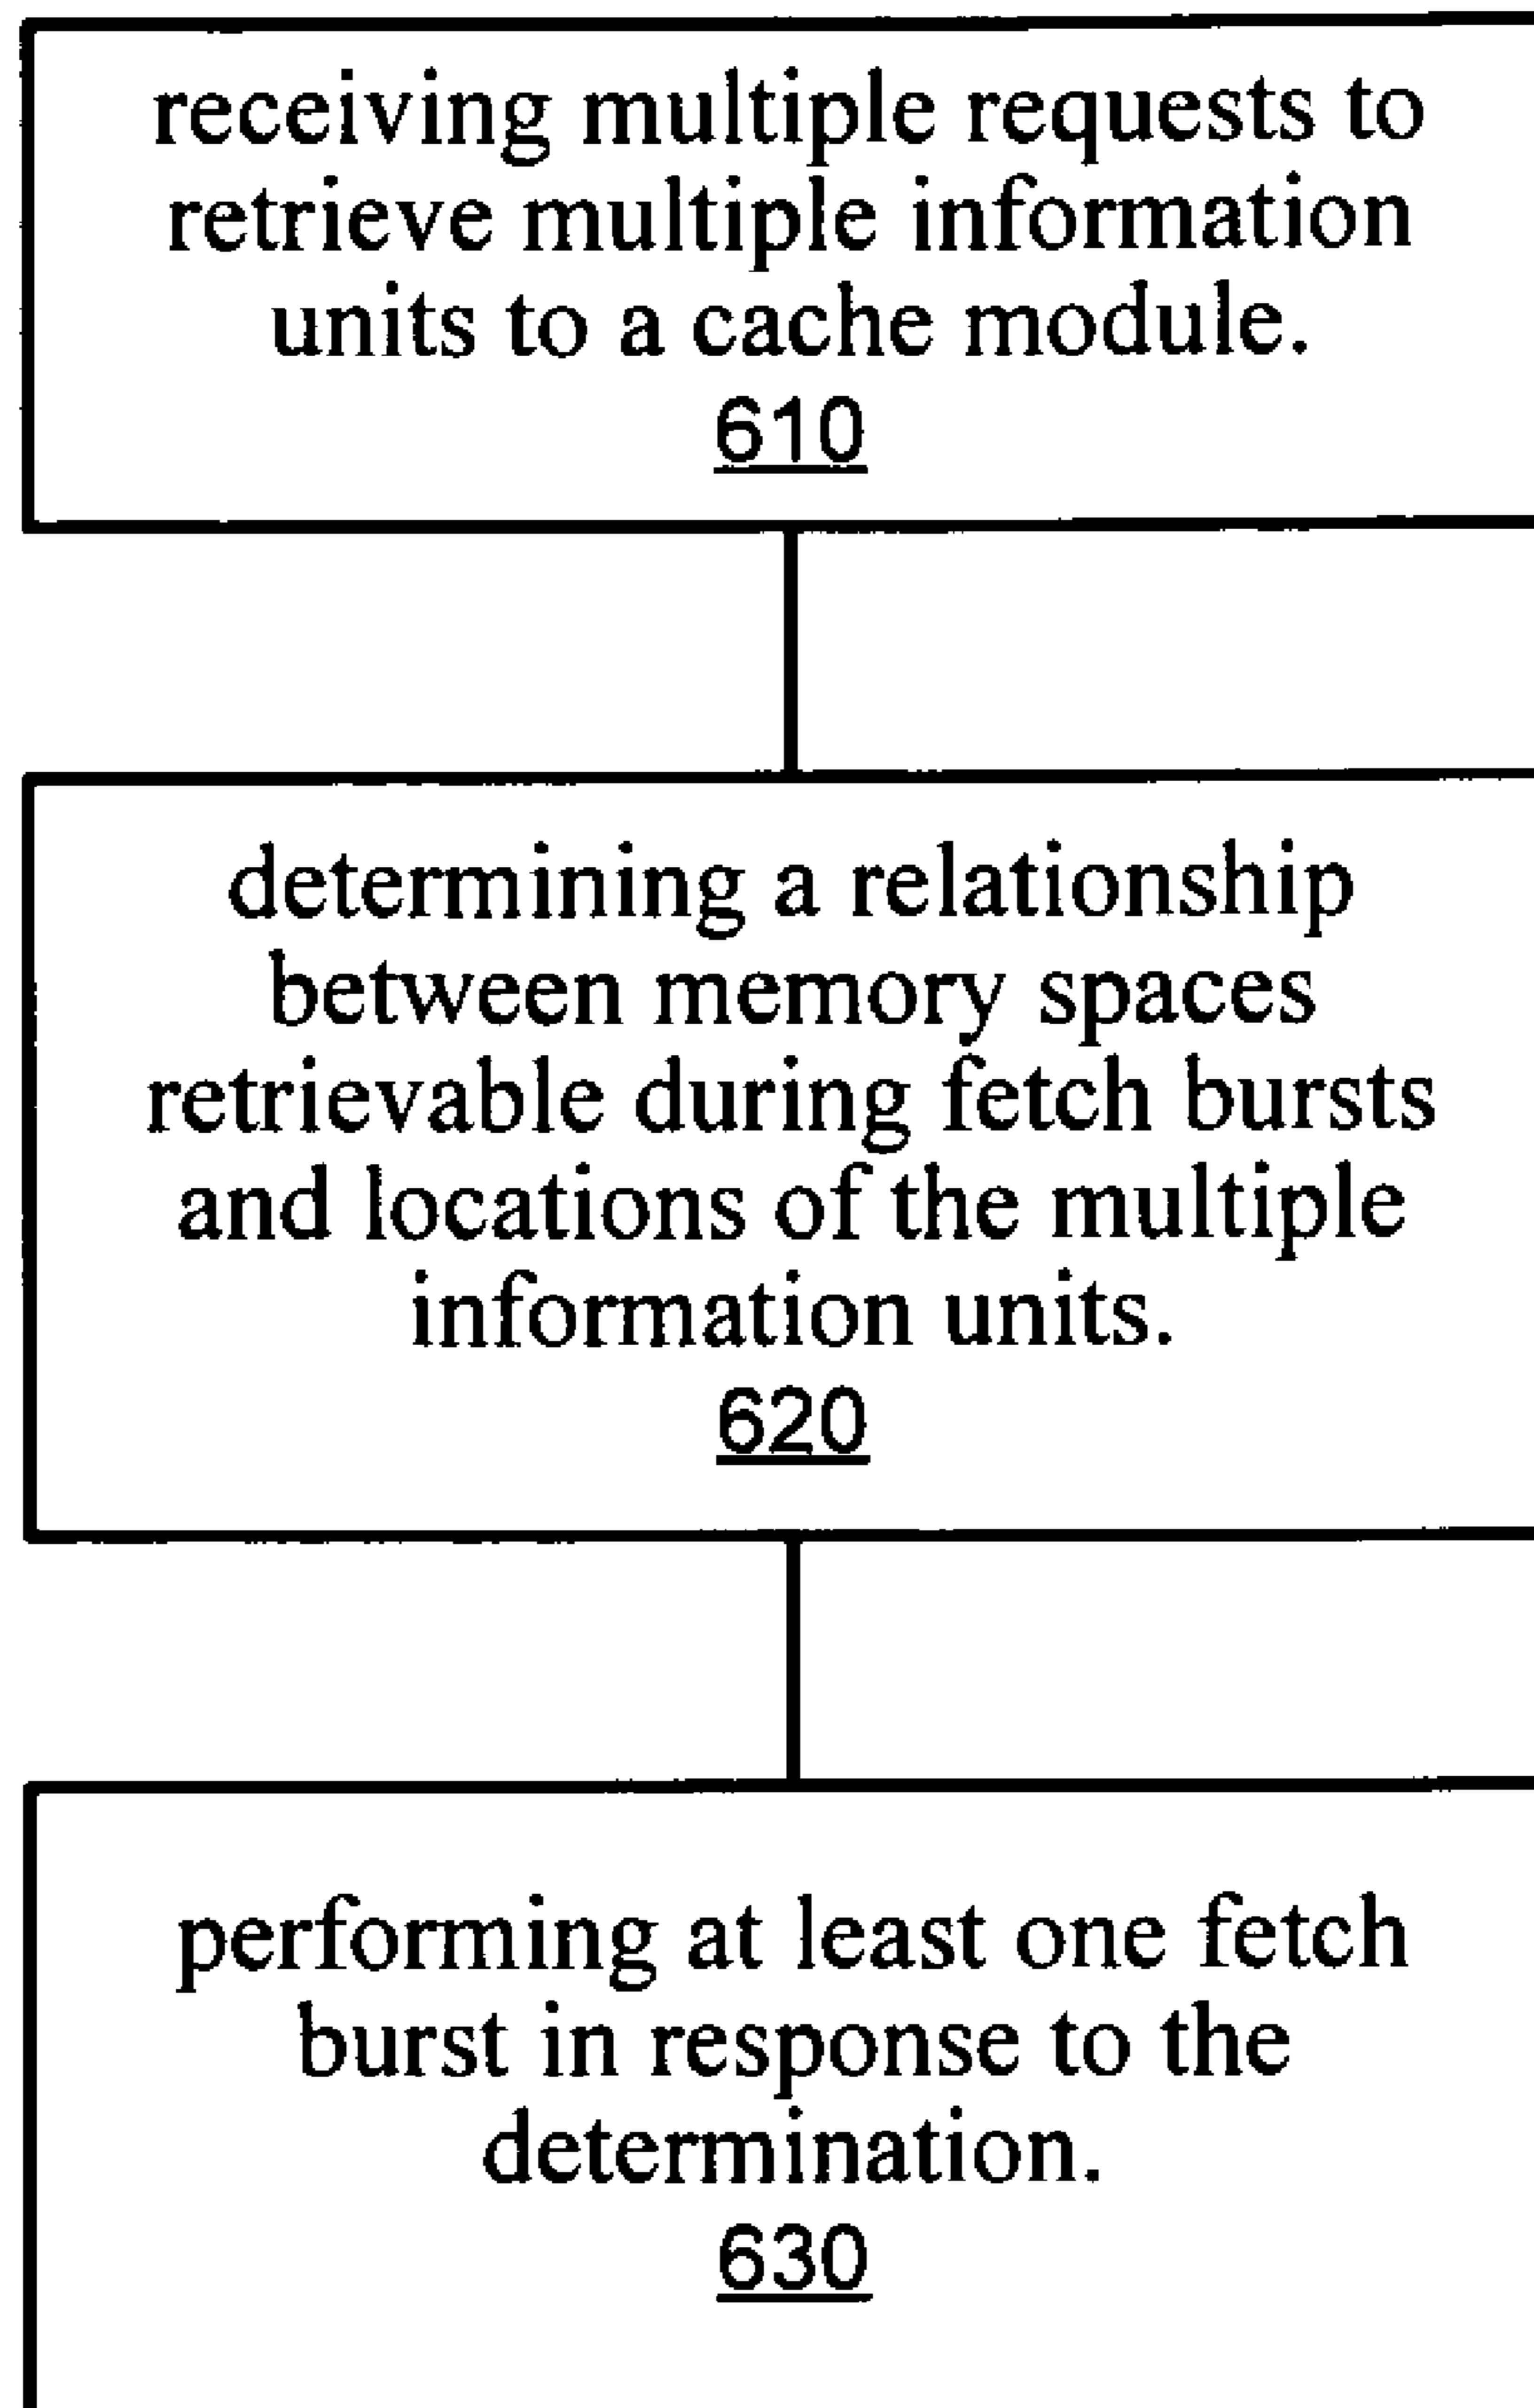 receiving multiple requests to
retrieve multiple information
units to a cache module.
610
determining a relationship
between memory spaces
retrievable during fetch bursts
and locations of the multiple
information units.
620
performing at least one fetch
burst in response to the
determination.
630